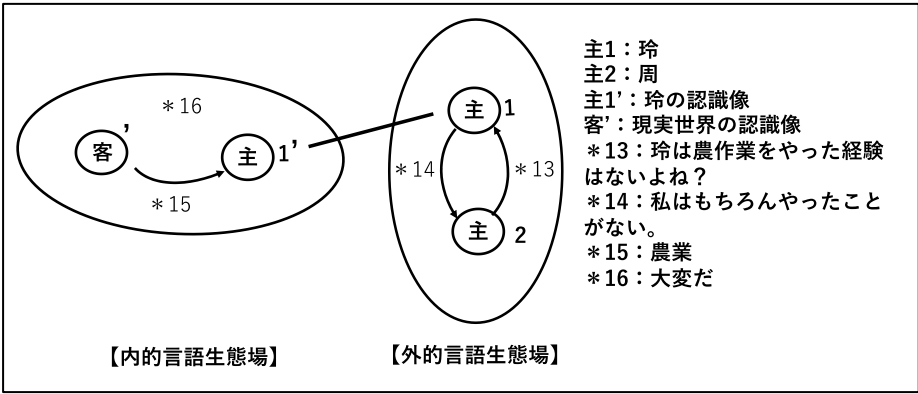 ＊16
客 ’
主 1’
＊15
主 1
＊14
＊13
主 2
【内的言語生態場】
【外的言語生態場】
主1：玲
主2：周
主1’：玲の認識像
客’：現実世界の認識像
＊13：玲は農作業をやった経験
はないよね？
＊14：私はもちろんやったこと
がない。
＊15：農業
＊16：大変だ